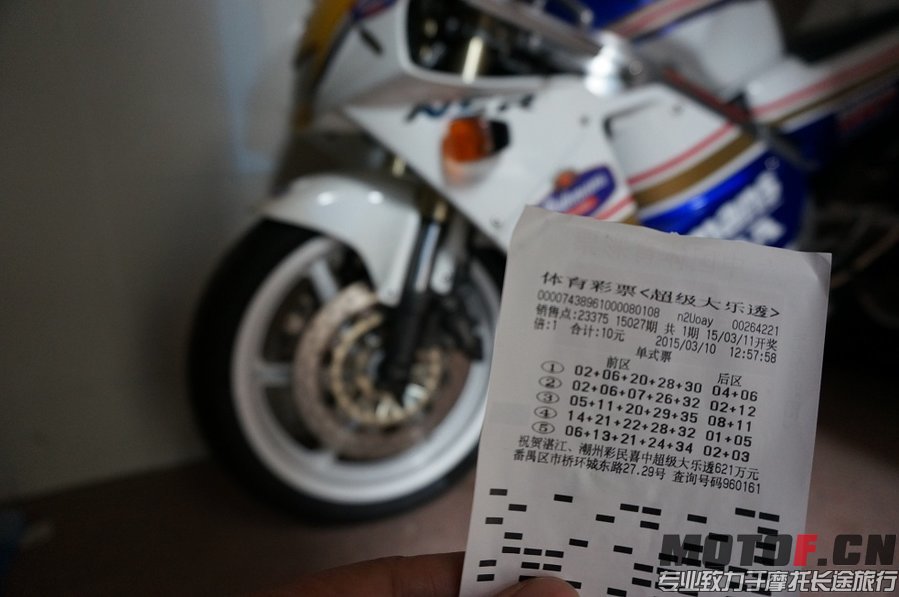 体育彩票<超级大乐透>
00007438961000080108 n2Uoay 00264221
销售点:23375 15027期 共 1期 15/03/11开奖
倍:1 合计:10元 2015/03/10 12:57:58
单式票
前区 后区
① 02+06+20+28+30 04+06
② 02+06+07+26+32 02+12
③ 05+11+20+29+35 08+11
④ 14+21+22+28+32 01+05
⑤ 06+13+21+24+34 02+03
祝贺湛江、潮州彩民喜中超级大乐透621万元
番禺区市桥环城东路27.29号 查询号码960161
MOTOF.CN
专业致力于摩托长途旅行